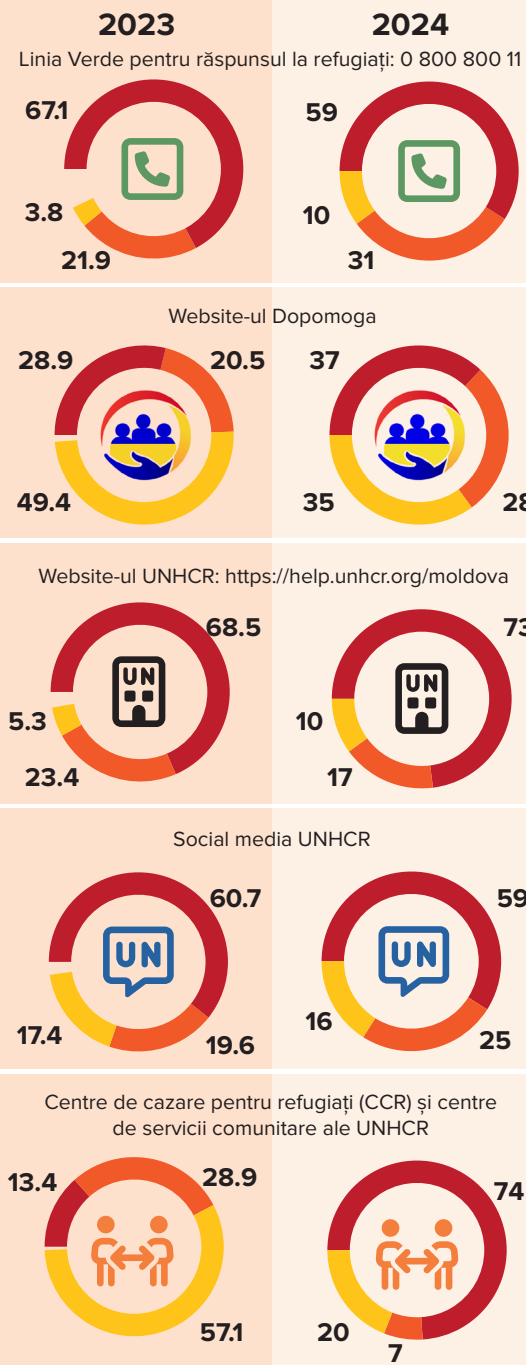 2023 2024
Linia Verde pentru răspunsul la refugiați: 0 800 800 11
67.1 59
3.8 10
21.9 31
Website-ul Dopomoga
28.9 20.5 37
49.4 35 28
Website-ul UNHCR: https://help.unhcr.org/moldova
68.5 73
UN UN
5.3 10
23.4 17
Social media UNHCR
60.7 59
UN UN
17.4 19.6 16 25
Centre de cazare pentru refugiați (CCR) și centre
de servicii comunitare ale UNHCR
13.4 28.9 74
57.1 20 7